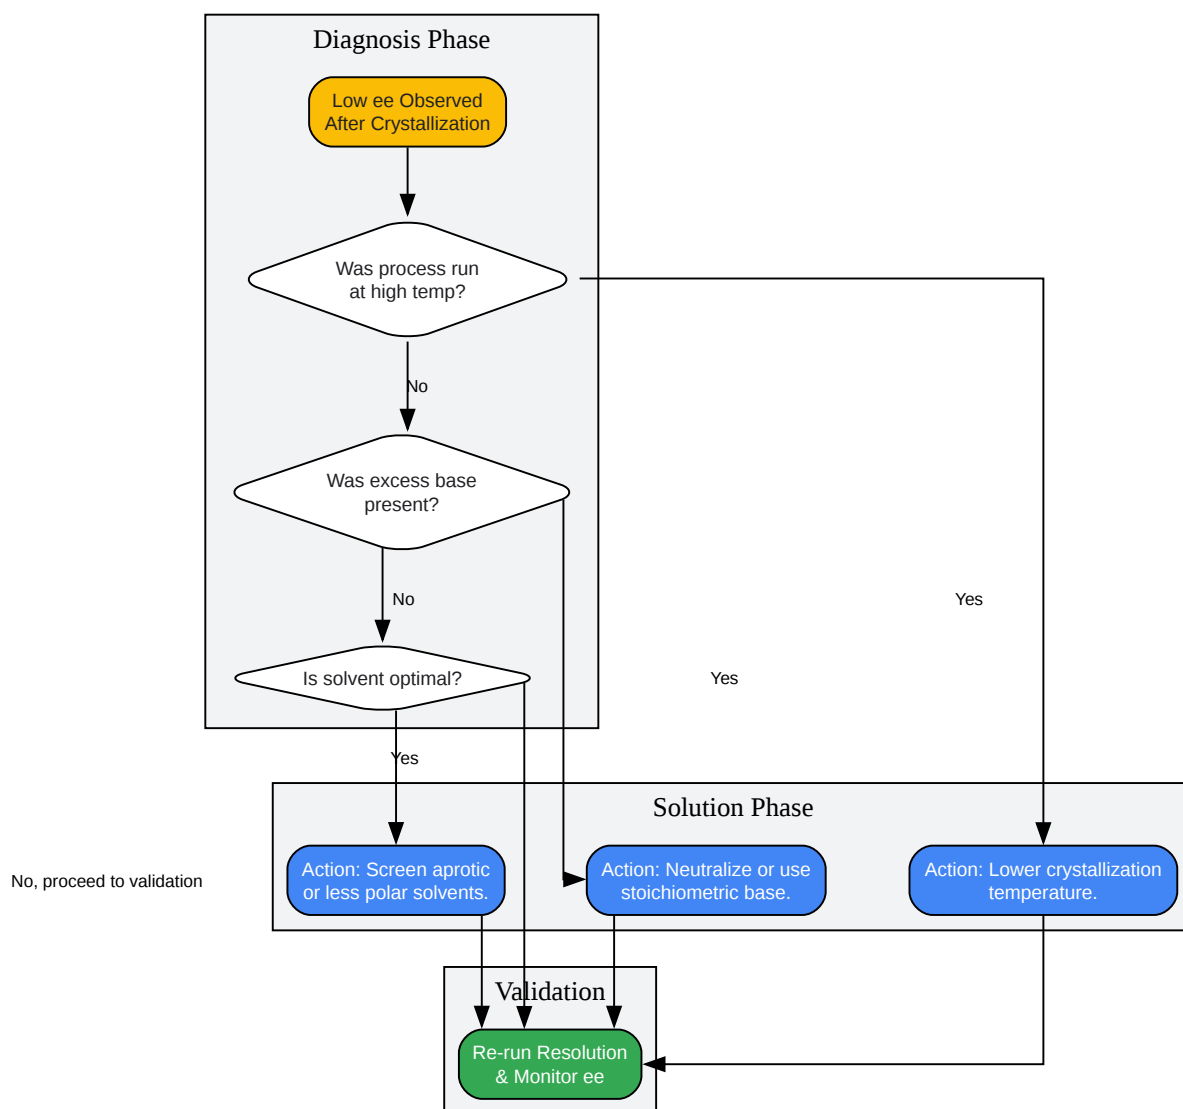 Diagnosis Phase
Low ee Observed
After Crystallization
Was process run
at high temp?
No
Was excess base
present?
No
Yes
Is solvent optimal?
Yes
Yes
Solution Phase
Action: Screen aprotic
or less polar solvents.
Action: Neutralize or use
stoichiometric base.
Action: Lower crystallization
temperature.
No, proceed to validation
Validation
Re-run Resolution
& Monitor ee